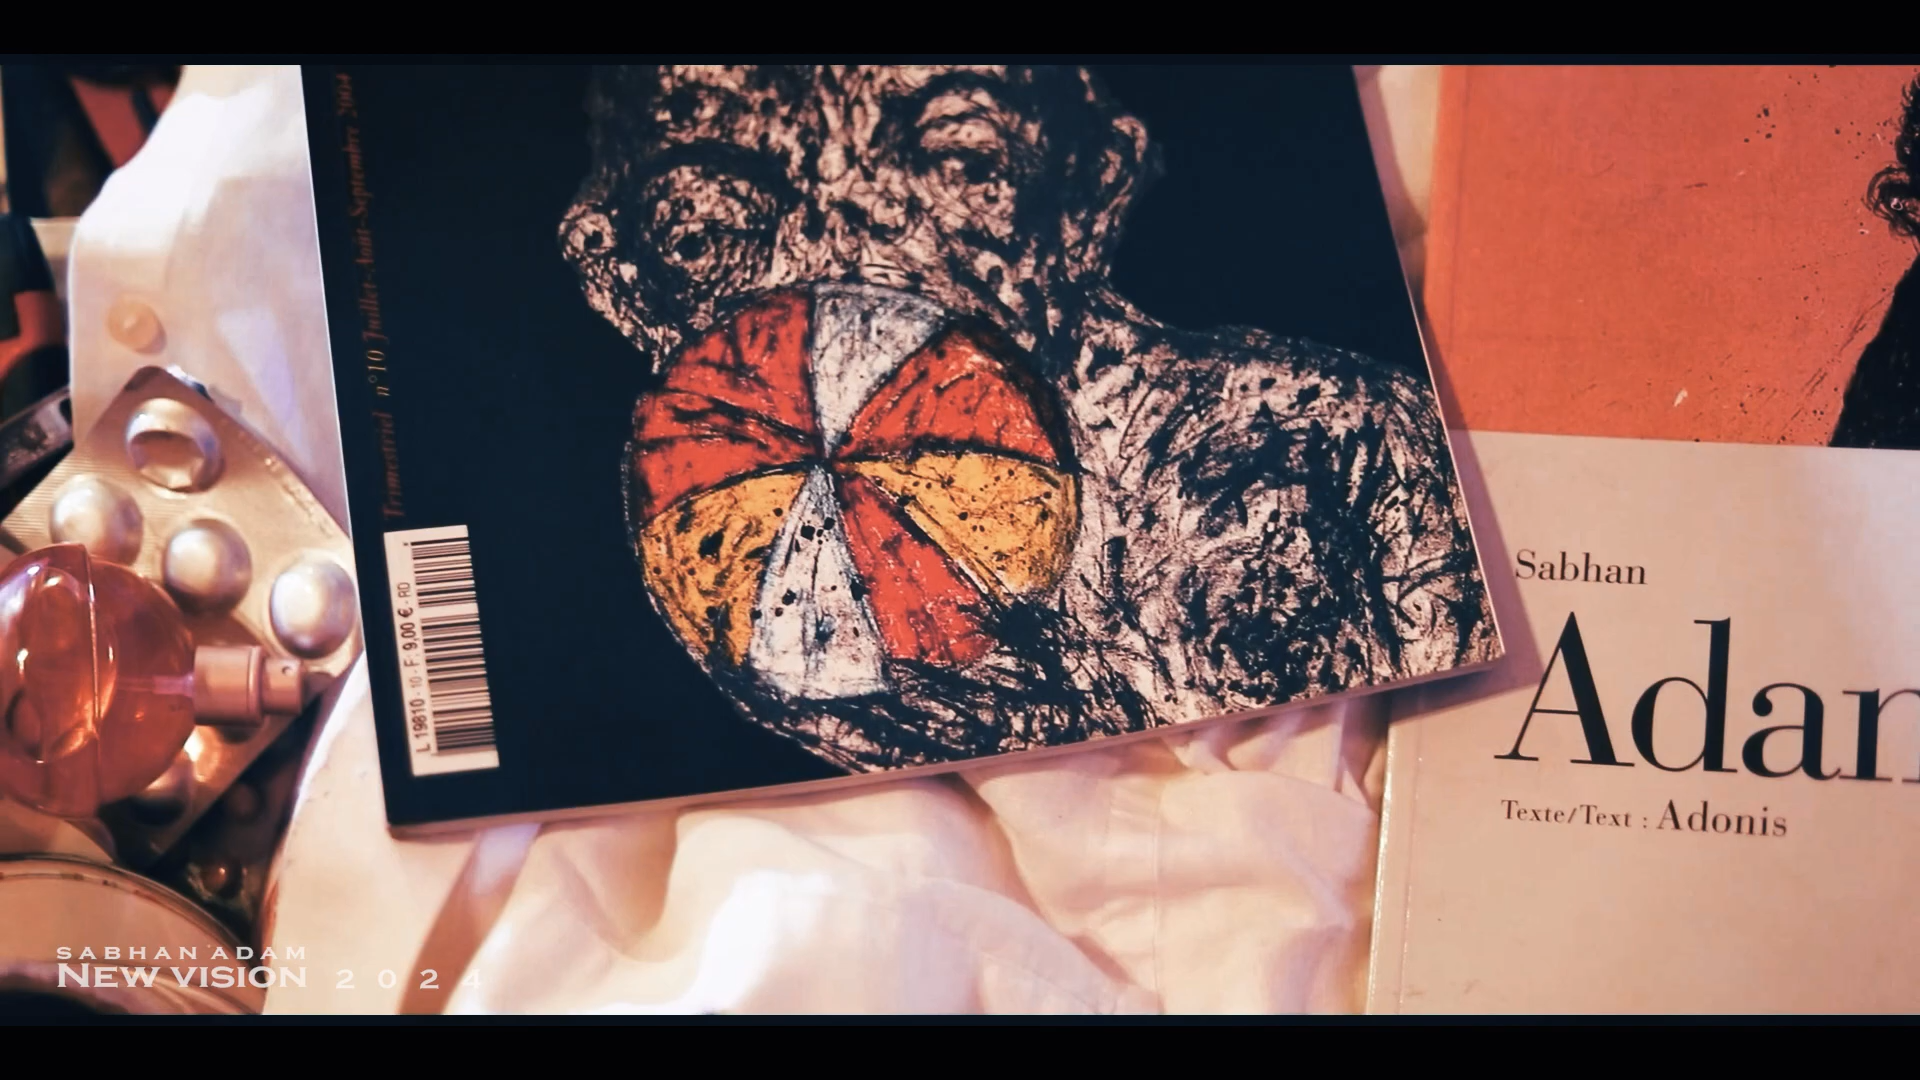 Trimestriel n°10 Juillet-Août-Septembre 2004
L 19810 - 10 - F: 9,00 € - RD
Sabhan
Adam
Texte/Text : Adonis
SABHAN ADAM
NEW VISION 2024